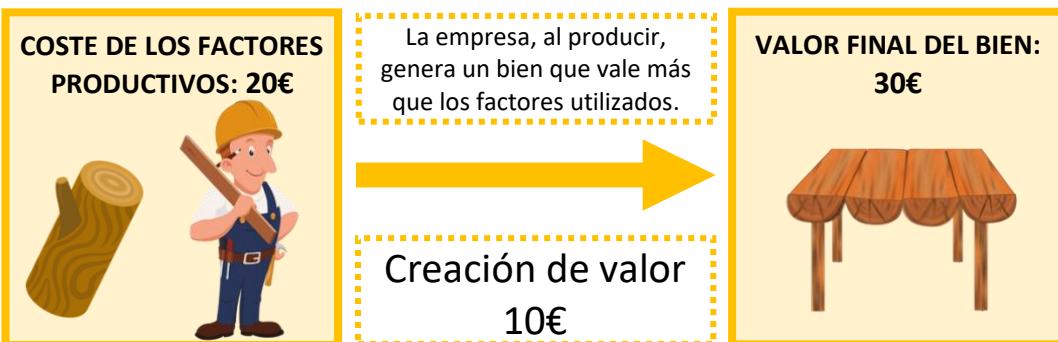 COSTE DE LOS FACTORES
PRODUCTIVOS: 20€
La empresa, al producir,
genera un bien que vale más
que los factores utilizados.
Creación de valor
10€
VALOR FINAL DEL BIEN:
30€